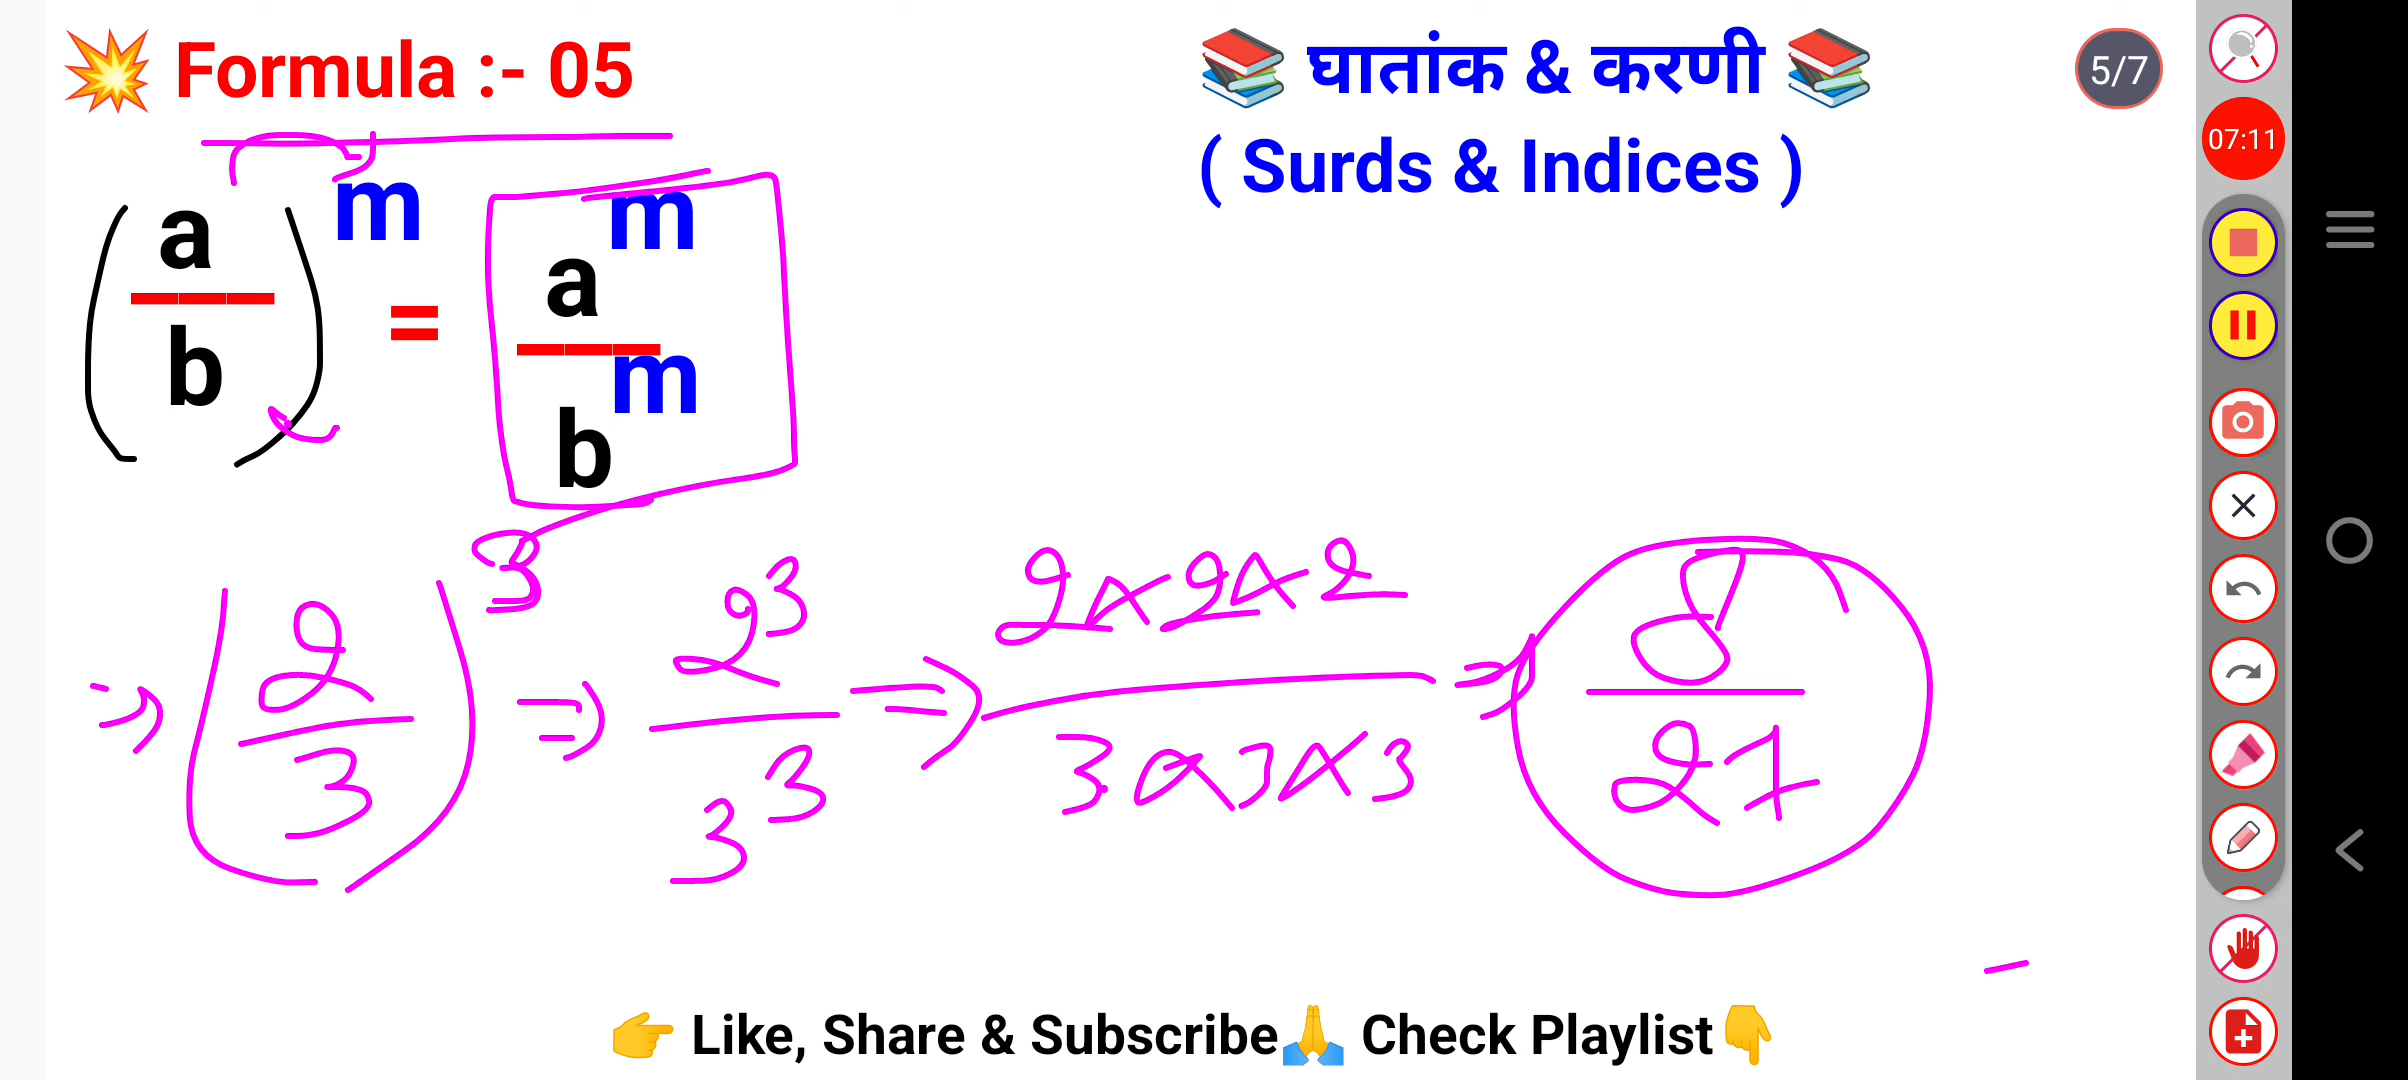 💥 Formula :- 05
📚 घातांक & करणी 📚
( Surds & Indices )
5/7
07:11
(a/b)^m = a^m/b^m
⇒ (2/3)^3 ⇒ 2^3/3^3 ⇒ 2×2×2/3×3×3 ⇒ 8/27
👉 Like, Share & Subscribe🙏 Check Playlist👇